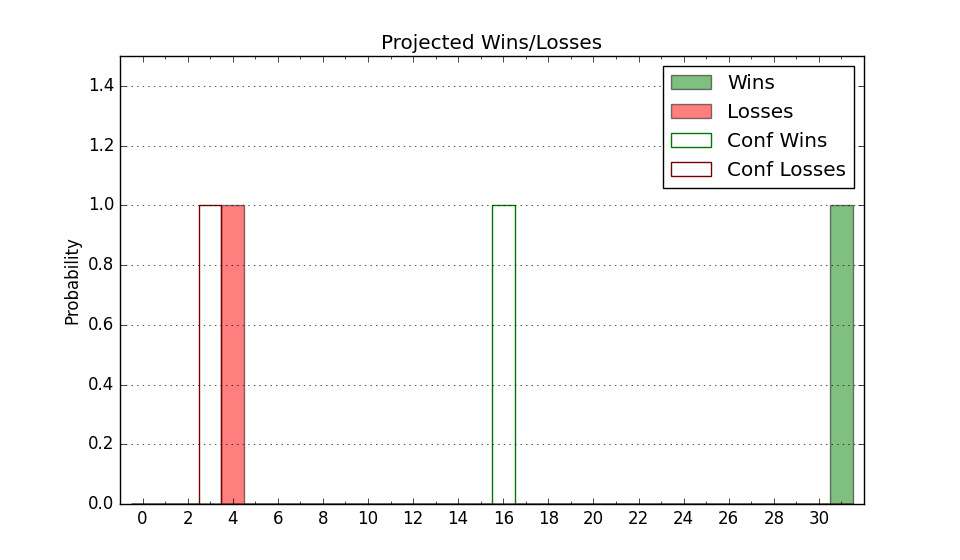 Projected Wins/Losses
1.4
1.2
1.0
0.8
0.6
0.4
0.2
0.0
Probability
Wins
Losses
Conf Wins
Conf Losses
0 2 4 6 8 10 12 14 16 18 20 22 24 26 28 30